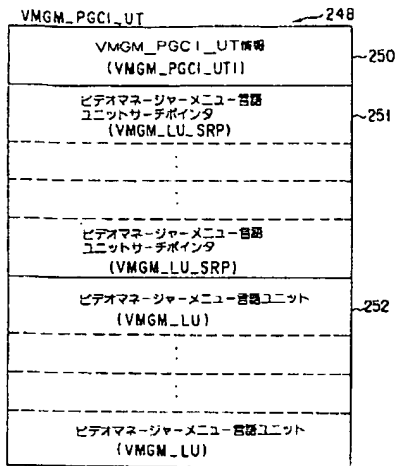 VMGM_PGCI_UT
248
VMGM_PGCI_UT情報
(VMGM_PGCI_UTI)
250
ビデオマネージャーメニュー言語
ユニットサーチポインタ
(VMGM_LU_SRP)
251
ビデオマネージャーメニュー言語
ユニットサーチポインタ
(VMGM_LU_SRP)
ビデオマネージャーメニュー言語ユニット
(VMGM_LU)
252
ビデオマネージャーメニュー言語ユニット
(VMGM_LU)